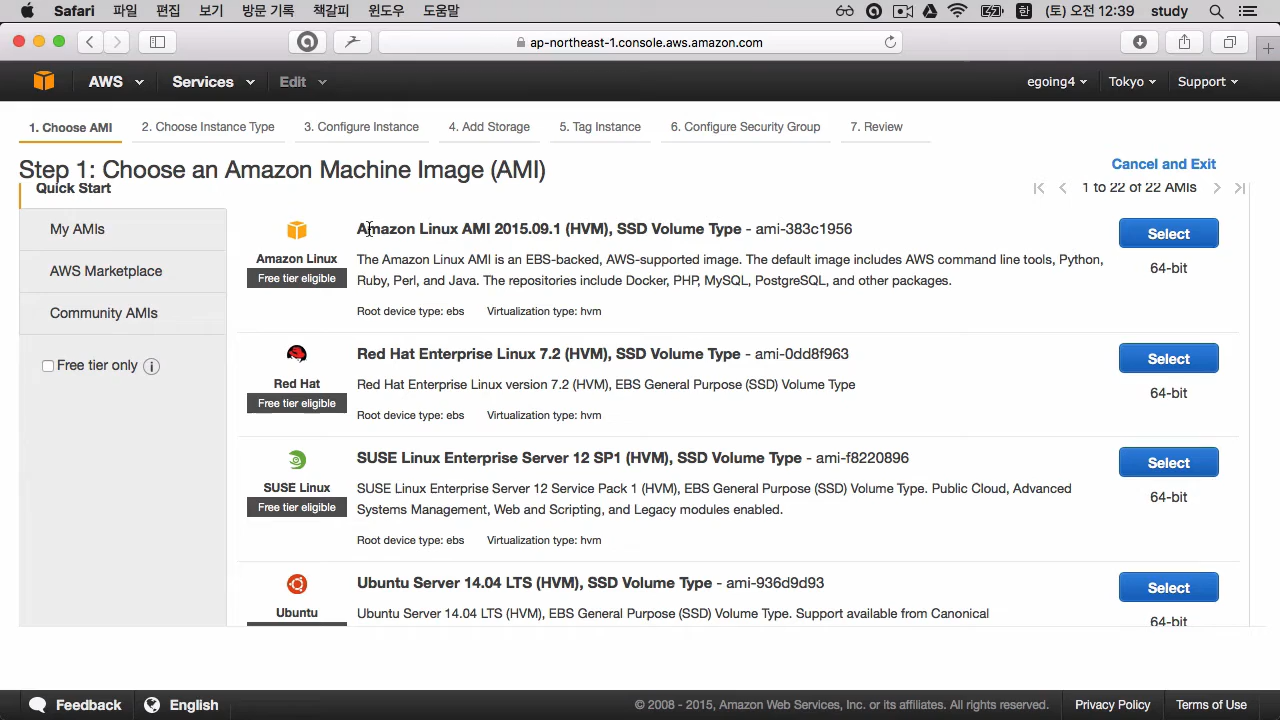 Safari 파일 편집 보기 방문 기록 책갈피 윈도우 도움말 한 (토) 오전 12:39 study
ap-northeast-1.console.aws.amazon.com
AWS Services Edit egoing4 Tokyo Support
1. Choose AMI 2. Choose Instance Type 3. Configure Instance 4. Add Storage 5. Tag Instance 6. Configure Security Group 7. Review
Step 1: Choose an Amazon Machine Image (AMI)
Cancel and Exit
Quick Start
1 to 22 of 22 AMIs
My AMIs
AWS Marketplace
Community AMIs
Free tier only
Amazon Linux
Free tier eligible
Amazon Linux AMI 2015.09.1 (HVM), SSD Volume Type - ami-383c1956
The Amazon Linux AMI is an EBS-backed, AWS-supported image. The default image includes AWS command line tools, Python,
Ruby, Perl, and Java. The repositories include Docker, PHP, MySQL, PostgreSQL, and other packages.
Root device type: ebs Virtualization type: hvm
Select
64-bit
Red Hat
Free tier eligible
Red Hat Enterprise Linux 7.2 (HVM), SSD Volume Type - ami-0dd8f963
Red Hat Enterprise Linux version 7.2 (HVM), EBS General Purpose (SSD) Volume Type
Root device type: ebs Virtualization type: hvm
Select
64-bit
SUSE Linux
Free tier eligible
SUSE Linux Enterprise Server 12 SP1 (HVM), SSD Volume Type - ami-f8220896
SUSE Linux Enterprise Server 12 Service Pack 1 (HVM), EBS General Purpose (SSD) Volume Type. Public Cloud, Advanced
Systems Management, Web and Scripting, and Legacy modules enabled.
Root device type: ebs Virtualization type: hvm
Select
64-bit
Ubuntu
Ubuntu Server 14.04 LTS (HVM), SSD Volume Type - ami-936d9d93
Ubuntu Server 14.04 LTS (HVM), EBS General Purpose (SSD) Volume Type. Support available from Canonical
Select
64-bit
Feedback English © 2008 - 2015, Amazon Web Services, Inc. or its affiliates. All rights reserved. Privacy Policy Terms of Use